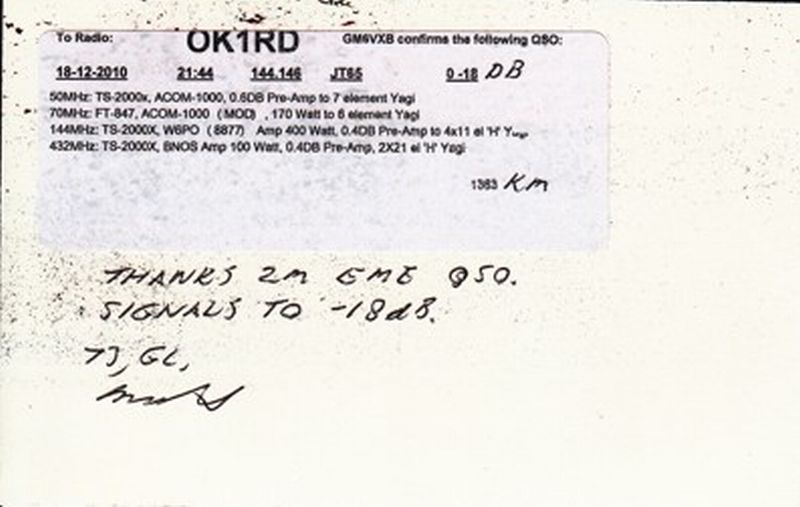 To Radio: OK1RD GM6VXB confirms the following QSO:
18-12-2010 21:44 144.146 JT65 0 -18 DB
50MHz: TS-2000x, ACOM-1000, 0.6DB Pre-Amp to 7 element Yagi
70MHz: FT-847, ACOM-1000 (MOD) , 170 Watt to 6 element Yagi
144MHz: TS-2000X, W6PO (8877) Amp 400 Watt, 0.4DB Pre-Amp to 4x11 el 'H'
432MHz: TS-2000X, BNOS Amp 100 Watt, 0.4DB Pre-Amp, 2X21 el 'H' Yagi
1363 KM
THANKS 2M EME QSO.
SIGNALS TO -18dB.
73, GL,